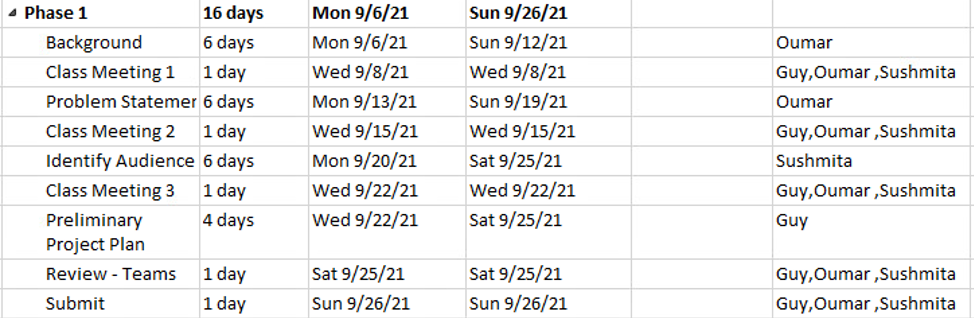 Phase 1 16 days Mon 9/6/21 Sun 9/26/21
Background 6 days Mon 9/6/21 Sun 9/12/21 Oumar
Class Meeting 1 1 day Wed 9/8/21 Wed 9/8/21 Guy,Oumar ,Sushmita
Problem Statemer 6 days Mon 9/13/21 Sun 9/19/21 Oumar
Class Meeting 2 1 day Wed 9/15/21 Wed 9/15/21 Guy,Oumar ,Sushmita
Identify Audience 6 days Mon 9/20/21 Sat 9/25/21 Sushmita
Class Meeting 3 1 day Wed 9/22/21 Wed 9/22/21 Guy,Oumar ,Sushmita
Preliminary 4 days Wed 9/22/21 Sat 9/25/21 Guy
Project Plan
Review - Teams 1 day Sat 9/25/21 Sat 9/25/21 Guy,Oumar ,Sushmita
Submit 1 day Sun 9/26/21 Sun 9/26/21 Guy,Oumar ,Sushmita